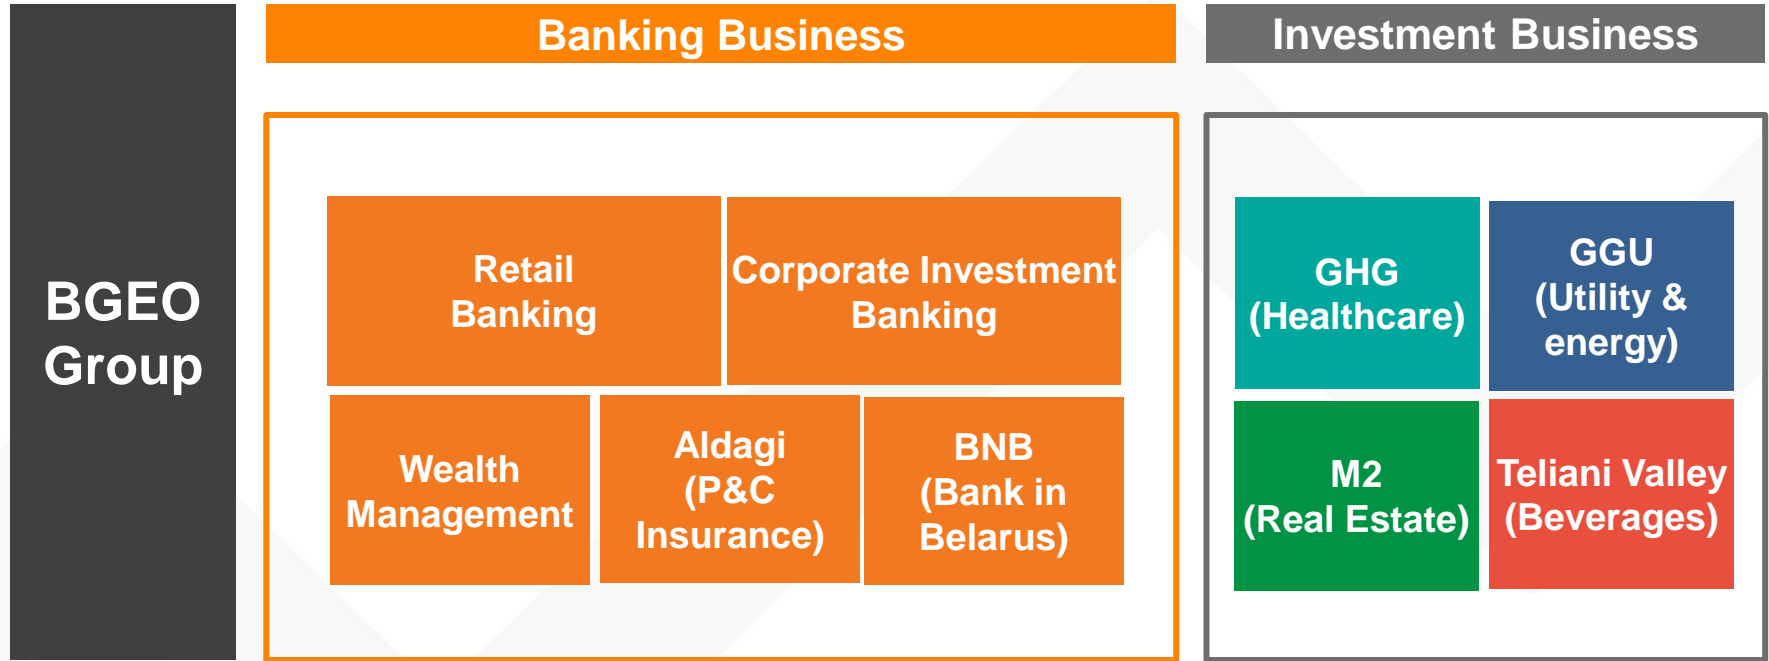 BGEO
Group
Banking Business
Retail
Banking
Corporate Investment
Banking
Wealth
Management
Aldagi
(P&C
Insurance)
BNB
(Bank in
Belarus)
Investment Business
GHG
(Healthcare)
GGU
(Utility &
energy)
M2
(Real Estate)
Teliani Valley
(Beverages)